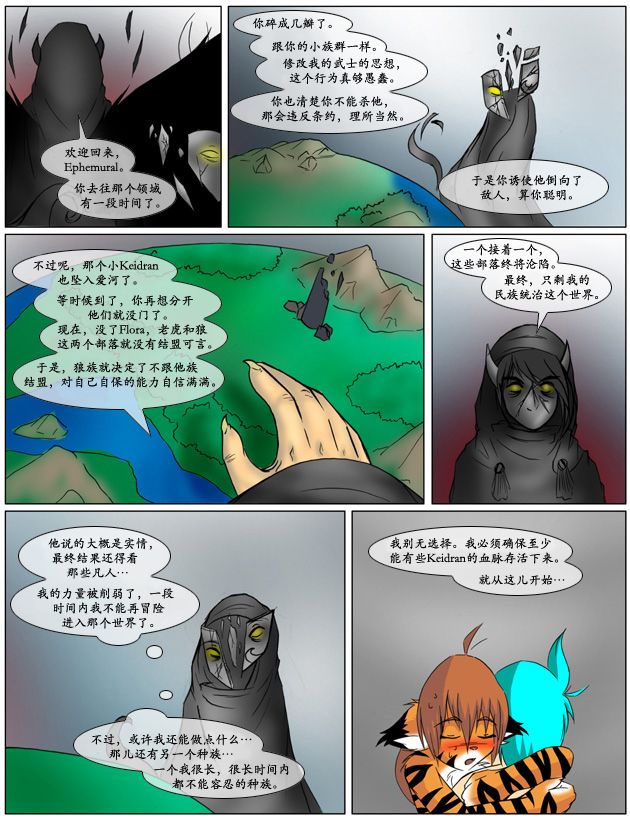 欢迎回来，
Ephemural。
你去往那个领域
有一段时间了。
你碎成几瓣了。
跟你的小族群一样。
修改我的武士的思想，
这个行为真够愚蠢。
你也清楚你不能杀他，
那会违反条约，理所当然。
于是你诱使他倒向了
敌人，算你聪明。
不过呢，那个小Keidran
也坠入爱河了。
等时候到了，你再想分开
他们就没门了。
现在，没了Flora，老虎和狼
这两个部落就没有结盟可言。
于是，狼族就决定了不跟他族
结盟，对自己自保的能力自信满满。
一个接着一个，
这些部落终将沦陷。
最终，只剩我的
民族统治这个世界。
他说的大概是实情，
最终结果还得看
那些凡人…
我的力量被削弱了，一段
时间内我不能再冒险
进入那个世界了。
不过，或许我还能做点什么…
那儿还有另一个种族…
一个我很长，很长时间内
都不能容忍的种族。
我别无选择。我必须确保至少
能有些Keidran的血脉存活下来。
就从这儿开始…